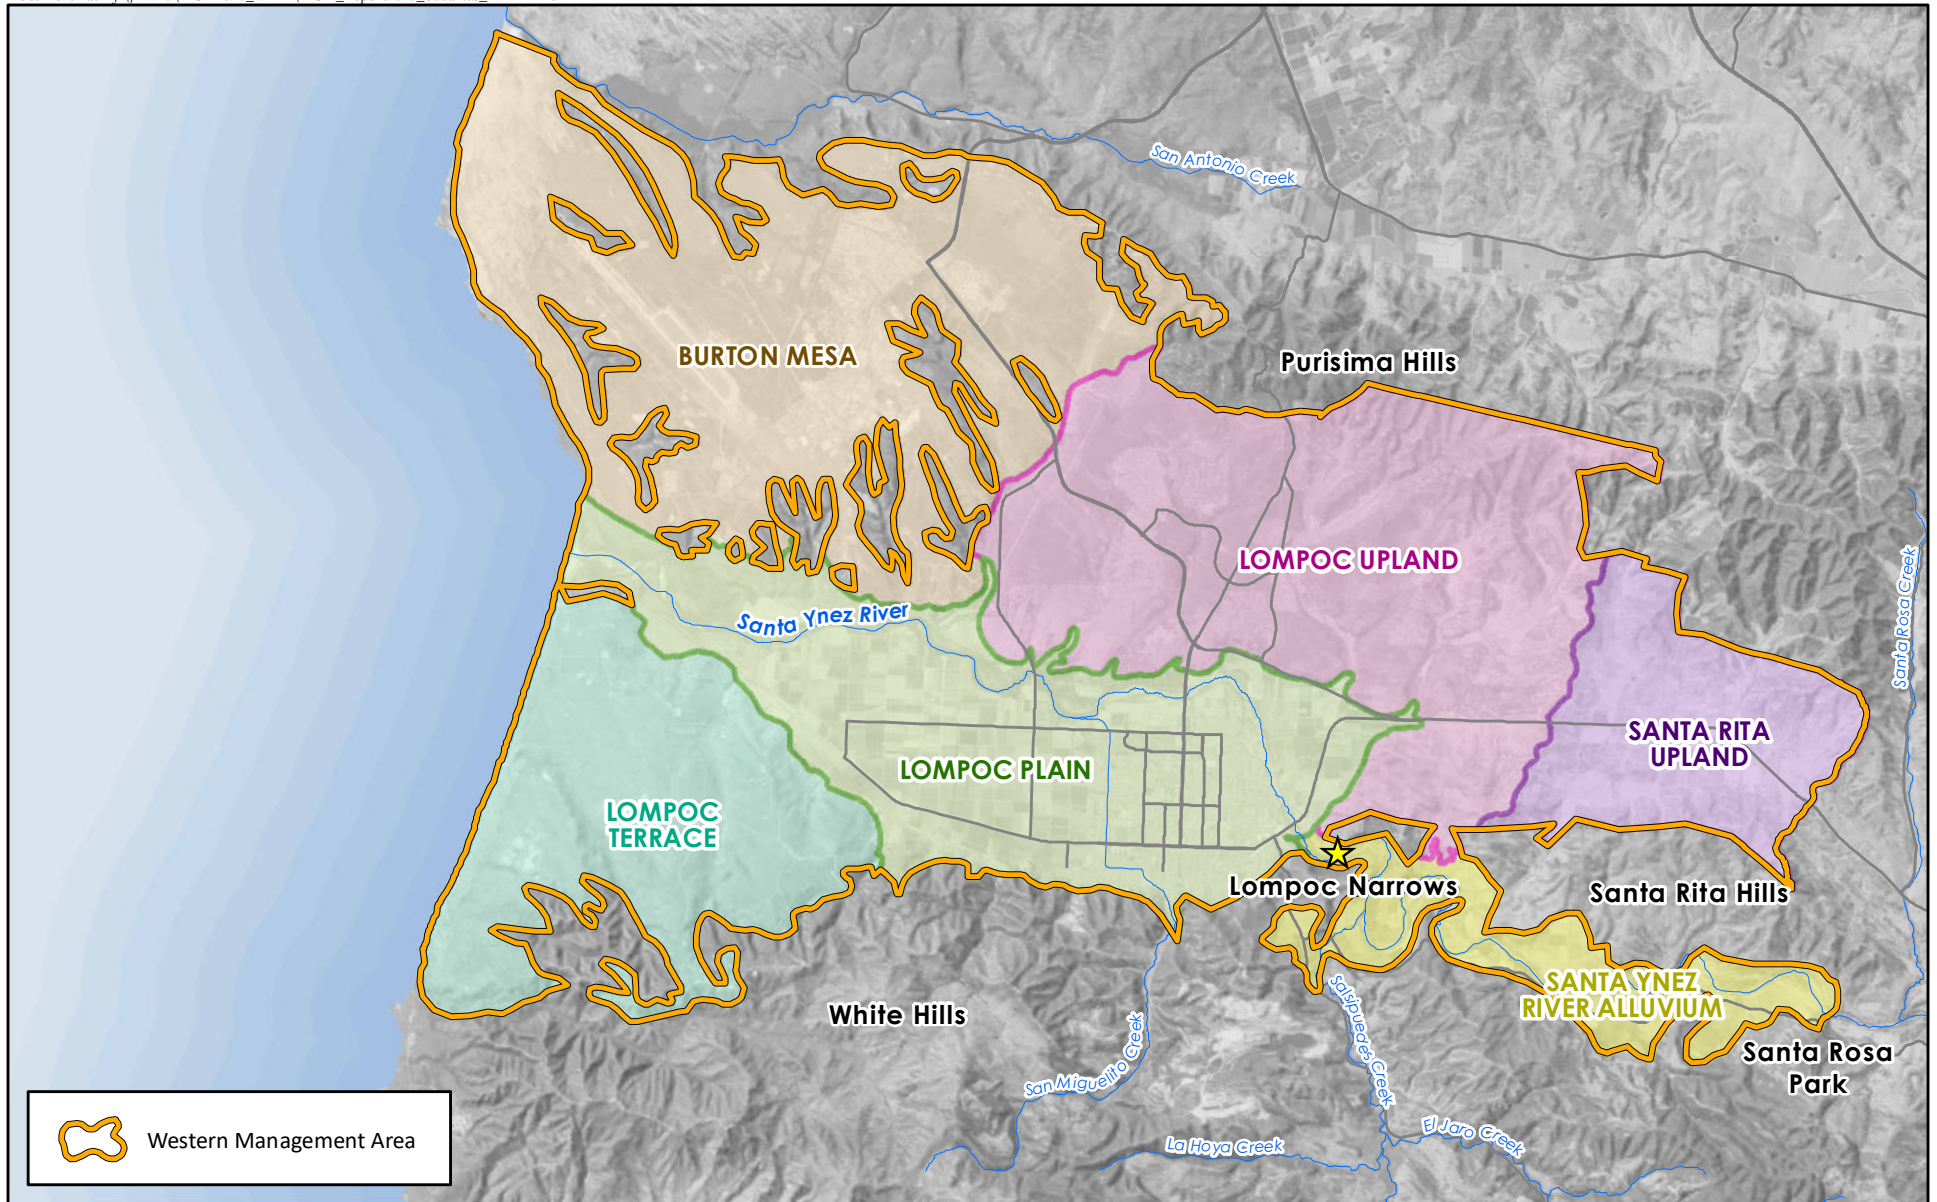 San Antonio Creek
BURTON MESA
Purisima Hills
LOMPOC UPLAND
Santa Rosa Creek
Santa Ynez River
SANTA RITA
UPLAND
LOMPOC PLAIN
LOMPOC
TERRACE
Lompoc Narrows
Santa Rita Hills
SANTA YNEZ
RIVER ALLUVIUM
White Hills
Salsipuedes Creek
Santa Rosa
Park
San Miguelito Creek
El Jaro Creek
La Hoya Creek
Western Management Area